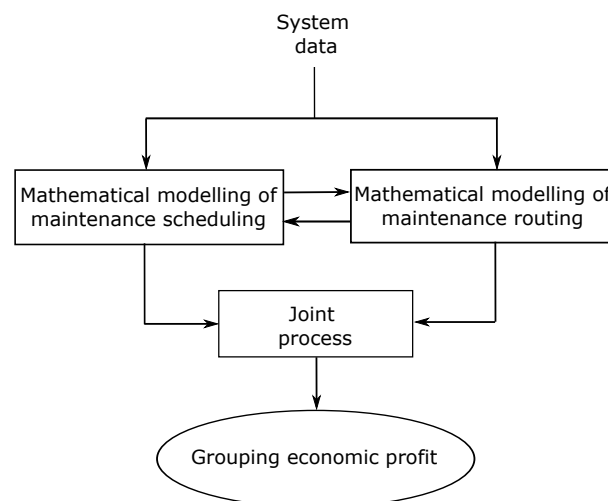 System
data
Mathematical modelling of
maintenance scheduling
Mathematical modelling of
maintenance routing
Joint
process
Grouping economic profit